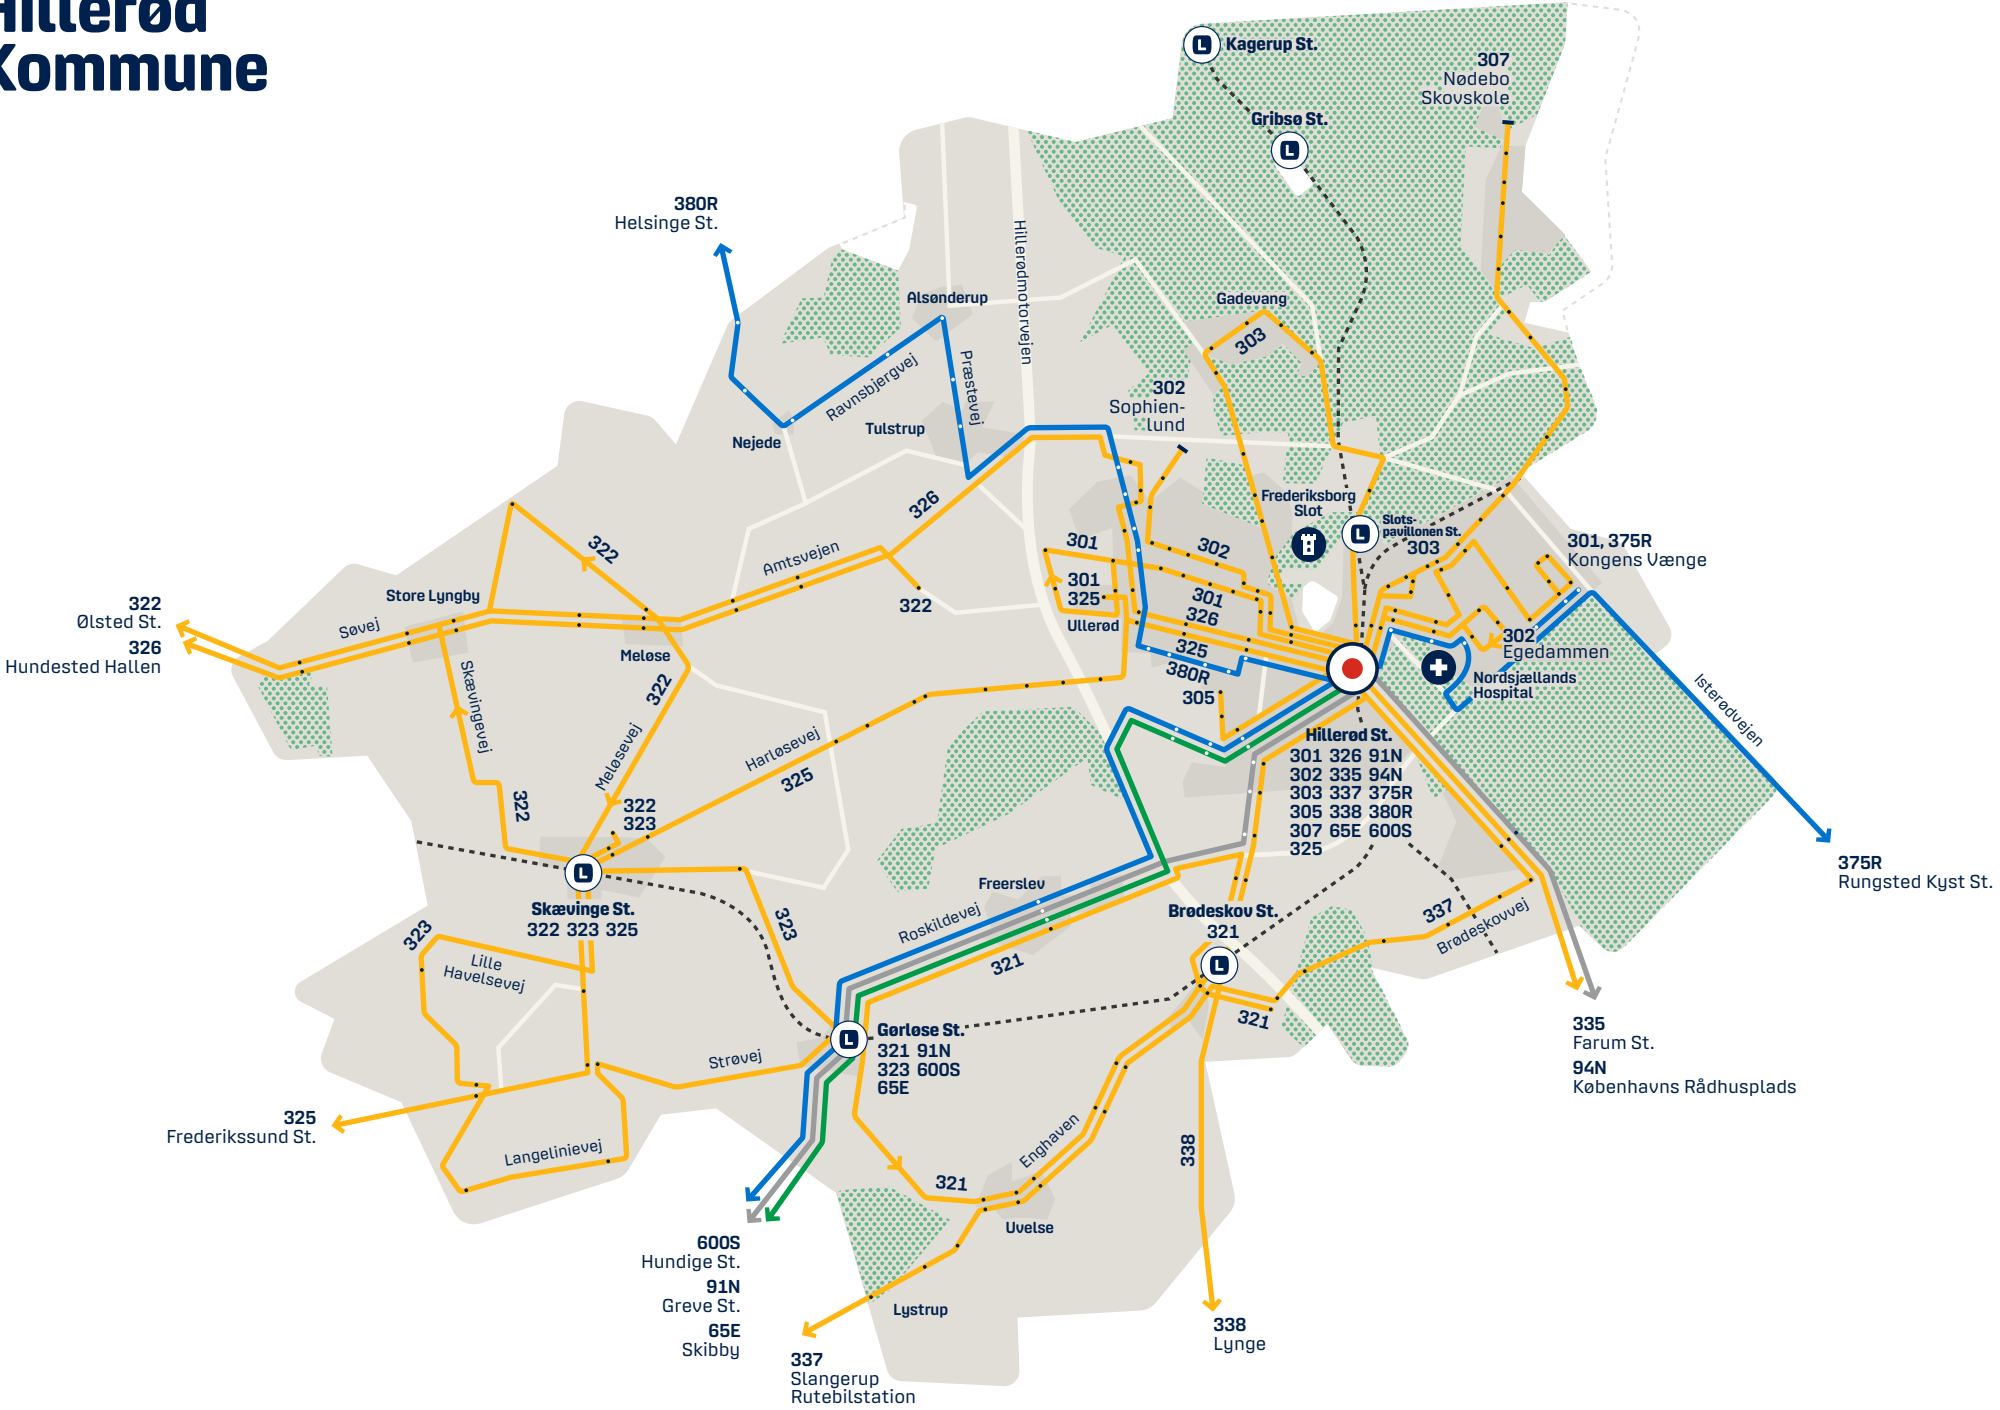 Hillerød
Kommune
Kagerup St.
307
Nødebo
Skovskole
Gribsø St.
380R
Helsinge St.
Hillerødmotorvejen
Alsønderup
Gadevang
303
Ravnsbjergvej
Præstevej
302
Sophien-
lund
Tulstrup
Nejede
326
Frederiksborg
Slot
Slots-
pavillonen St.
303
301, 375R
Kongens Vænge
322
Amtsvejen
301
302
301
325
301
326
322
Store Lyngby
322
Ølsted St.
326
Hundested Hallen
Søvej
Ullerød
325
380R
305
302
Egedammen
Nordsjællands
Hospital
Meløse
322
Skævingevej
Meløsevej
Harløsevej
325
322
322
323
Isterødvejen
Hillerød St.
301 326 91N
302 335 94N
303 337 375R
305 338 380R
307 65E 600S
325
375R
Rungsted Kyst St.
Freerslev
Roskildevej
321
Skævinge St.
322 323 325
323
323
Lille
Havelsevej
Brødeskov St.
321
337
Brødeskovvej
321
Gørløse St.
321 91N
323 600S
65E
Strøvej
335
Farum St.
94N
Københavns Rådhusplads
325
Frederikssund St.
Langelinievej
Enghaven
338
321
Uvelse
600S
Hundige St.
91N
Greve St.
65E
Skibby
Lystrup
337
Slangerup
Rutebilstation
338
Lynge
L
L
L
L
L
L